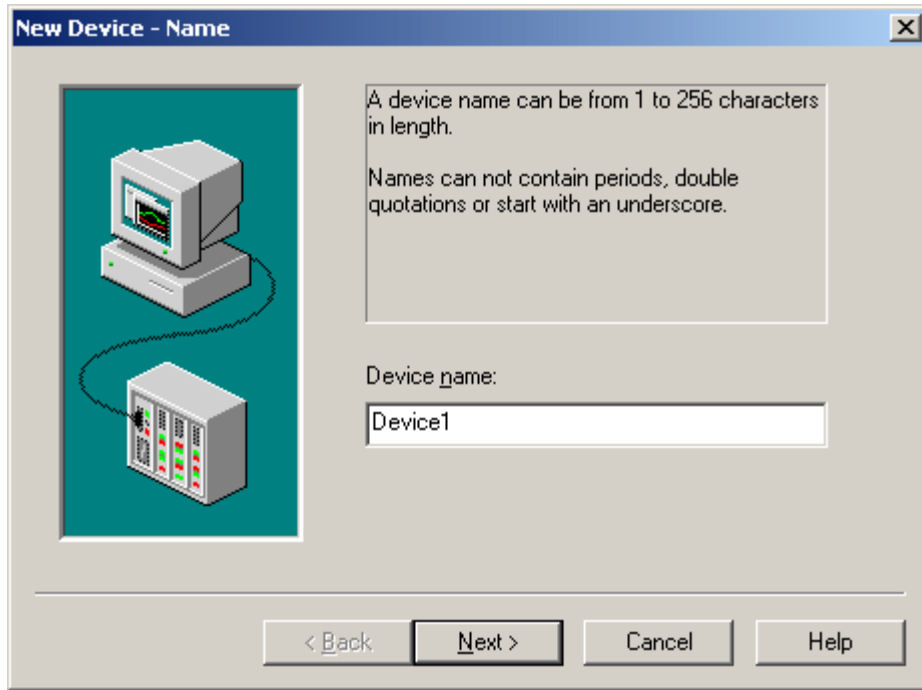 New Device - Name
A device name can be from 1 to 256 characters
in length.
Names can not contain periods, double
quotations or start with an underscore.
Device name:
Device1
< Back
Next >
Cancel
Help